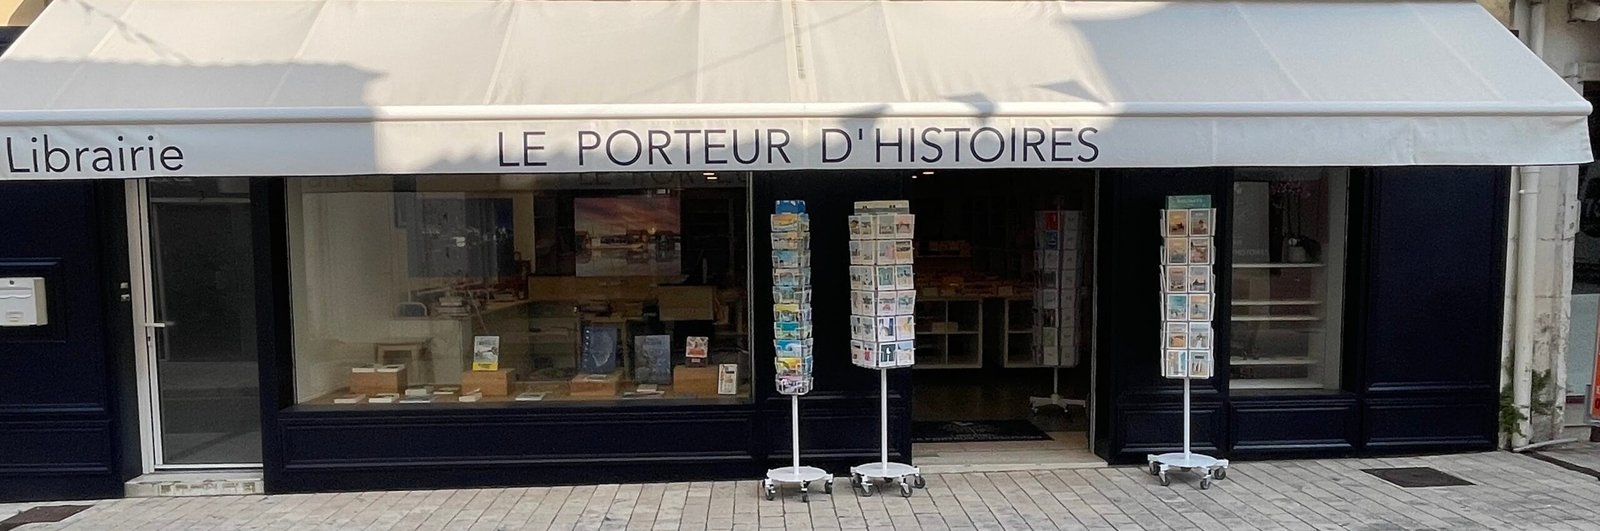 Librairie LE PORTEUR D'HISTOIRES